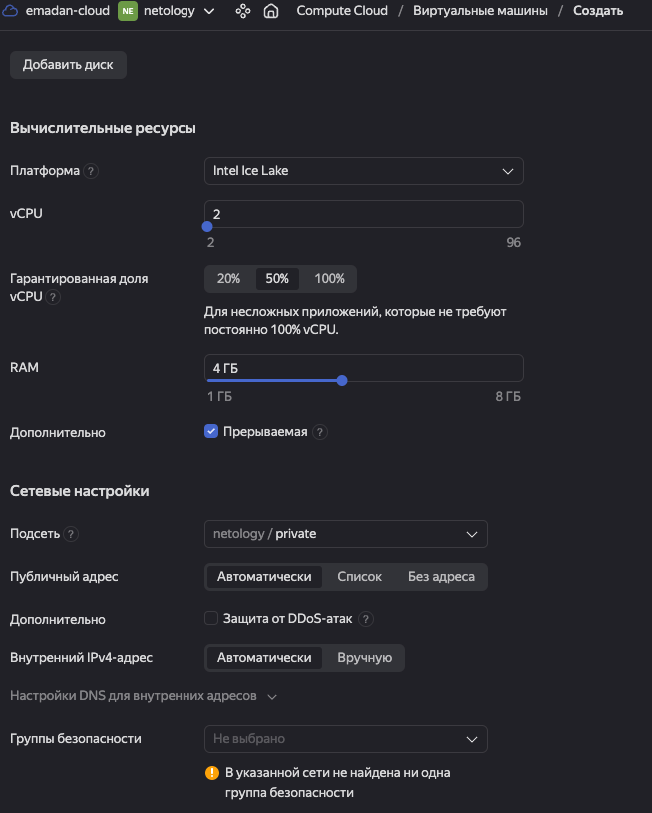 emadan-cloud NE netology Compute Cloud / Виртуальные машины / Создать
Добавить диск
Вычислительные ресурсы
Платформа ? Intel Ice Lake
vCPU 2
2 96
Гарантированная доля
vCPU ? 20% 50% 100%
Для несложных приложений, которые не требуют
постоянно 100% vCPU.
RAM 4 ГБ
1 ГБ 8 ГБ
Дополнительно Прерываемая ?
Сетевые настройки
Подсеть ? netology / private
Публичный адрес Автоматически Список Без адреса
Дополнительно Защита от DDoS-атак ?
Внутренний IPv4-адрес Автоматически Вручную
Настройки DNS для внутренних адресов
Группы безопасности Не выбрано
! В указанной сети не найдена ни одна
группа безопасности